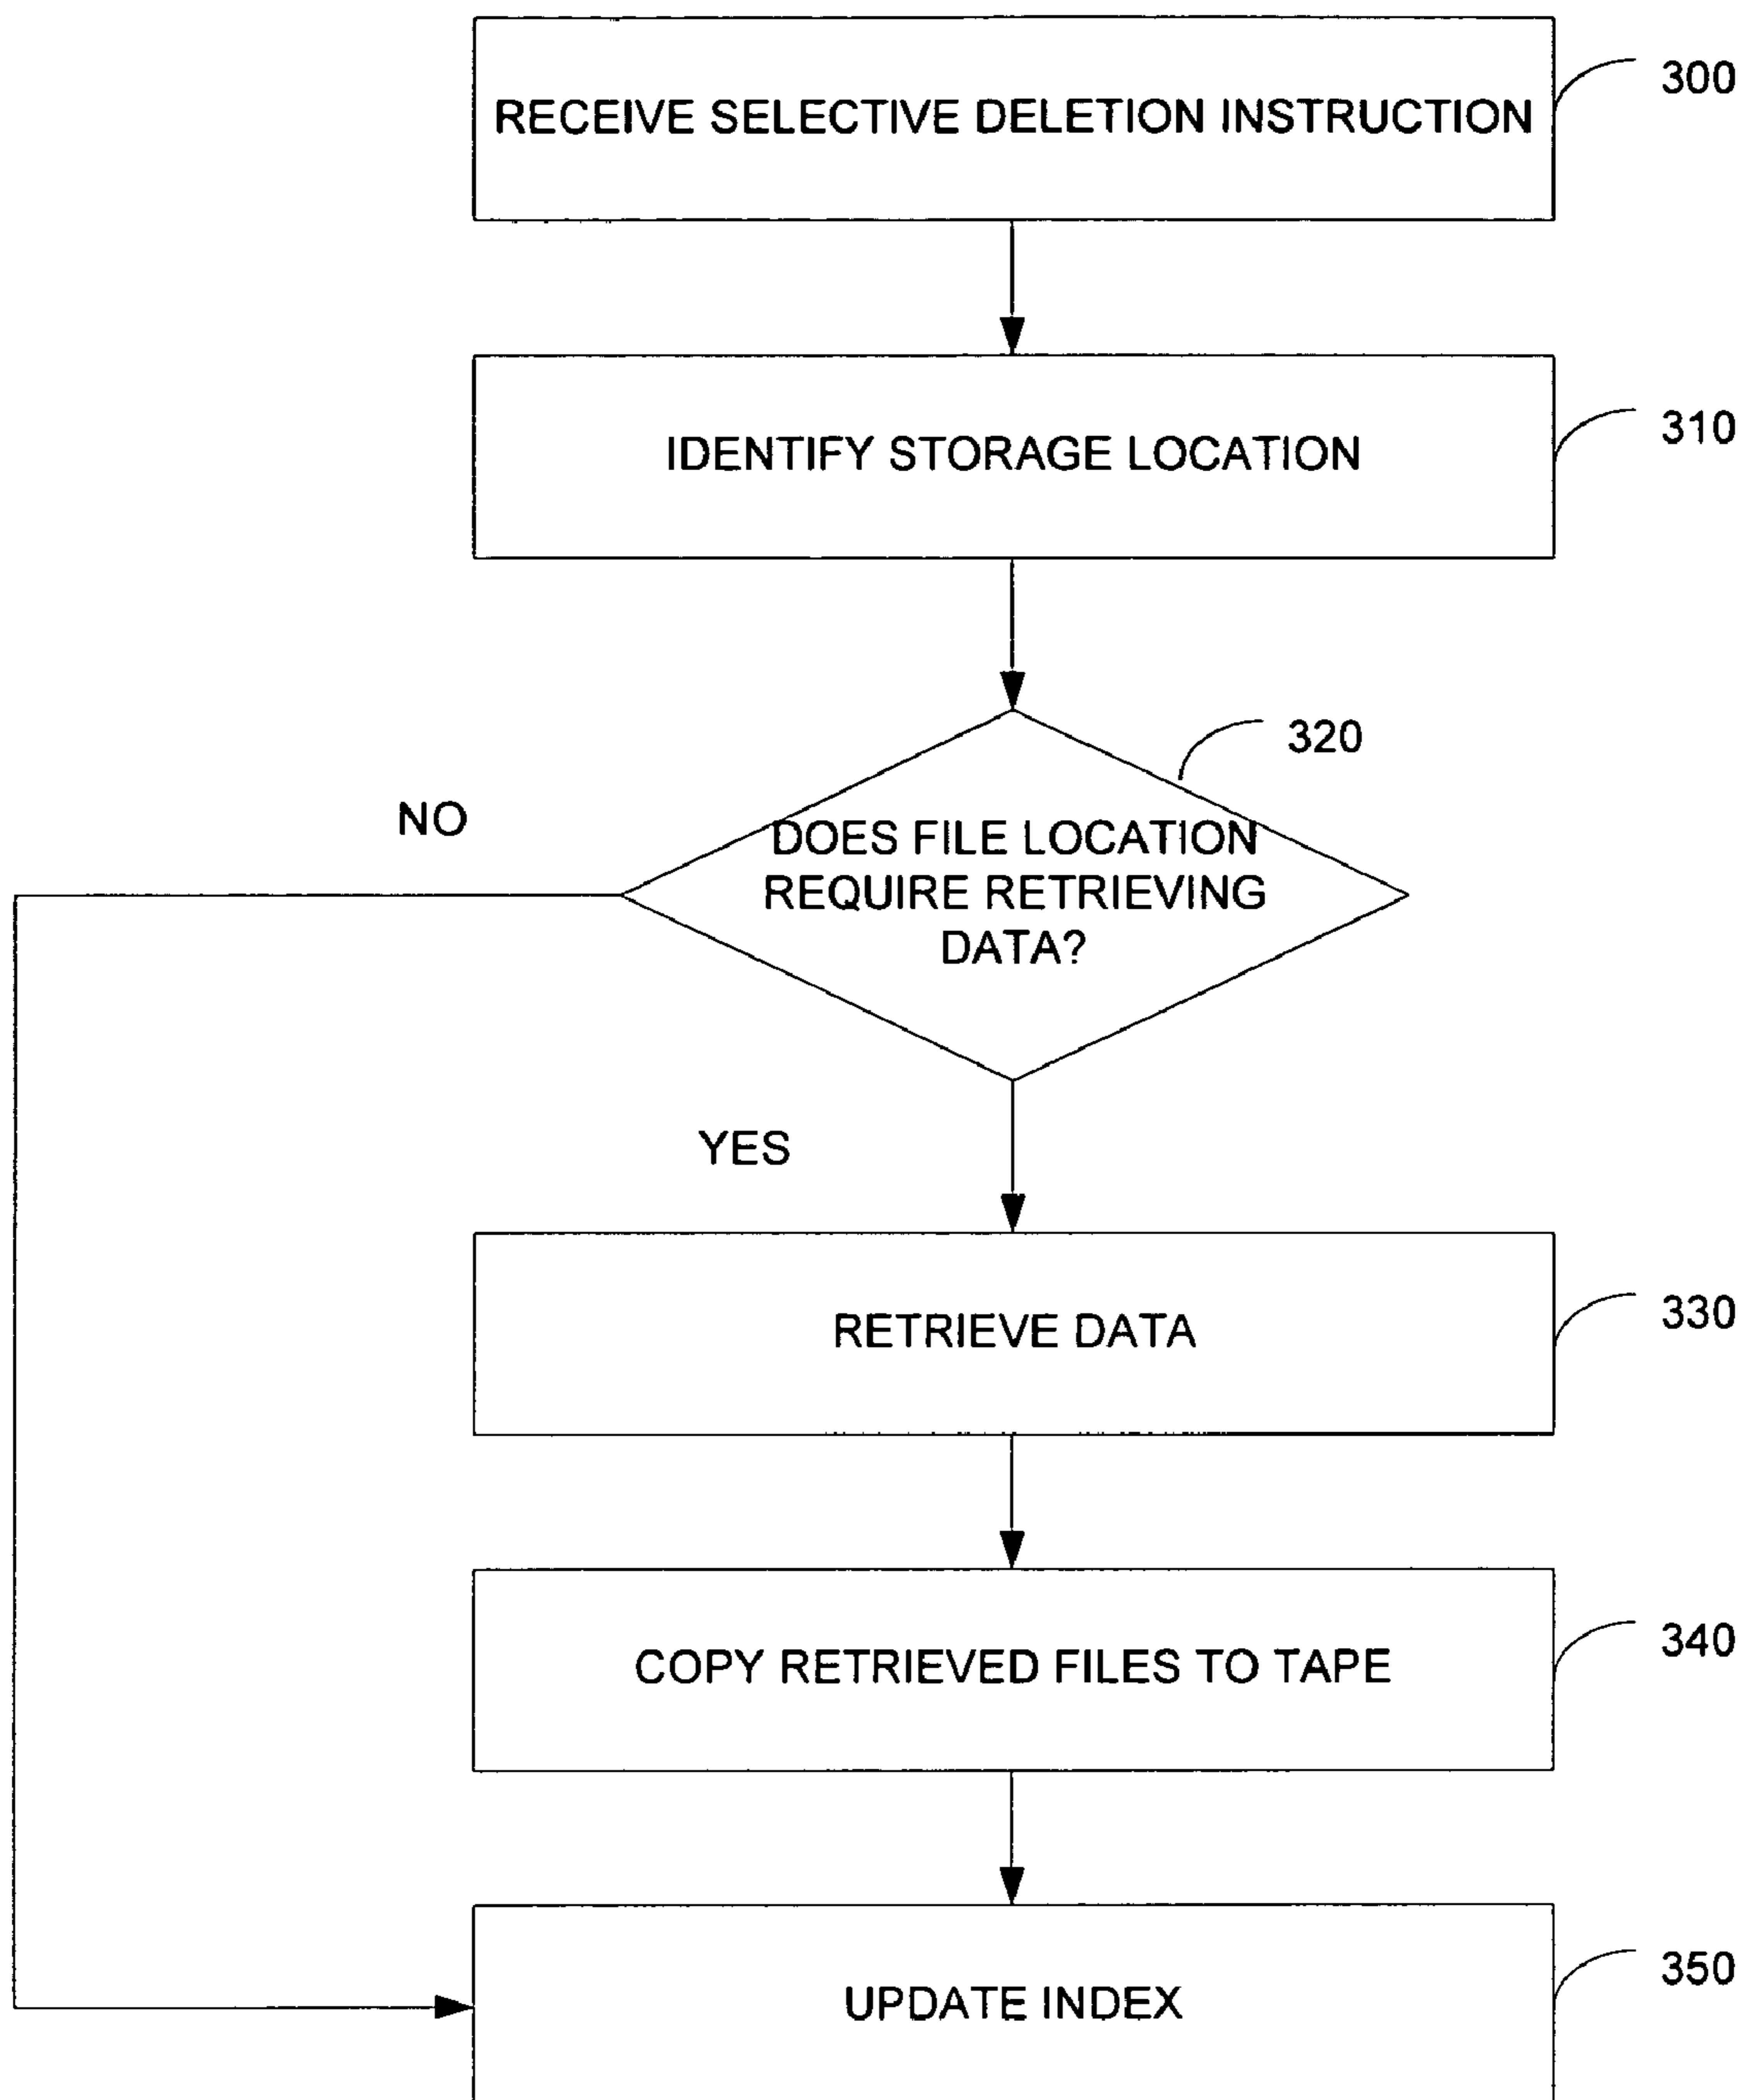 RECEIVE SELECTIVE DELETION INSTRUCTION
300
IDENTIFY STORAGE LOCATION
310
320
NO
DOES FILE LOCATION
REQUIRE RETRIEVING
DATA?
YES
RETRIEVE DATA
330
COPY RETRIEVED FILES TO TAPE
340
UPDATE INDEX
350